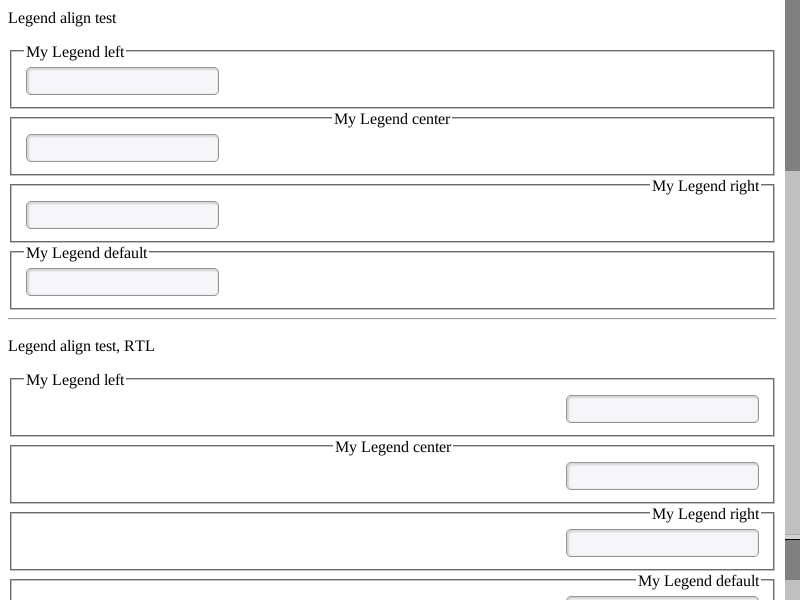 Legend align test
My Legend left
My Legend center
My Legend right
My Legend default
Legend align test, RTL
My Legend left
My Legend center
My Legend right
My Legend default